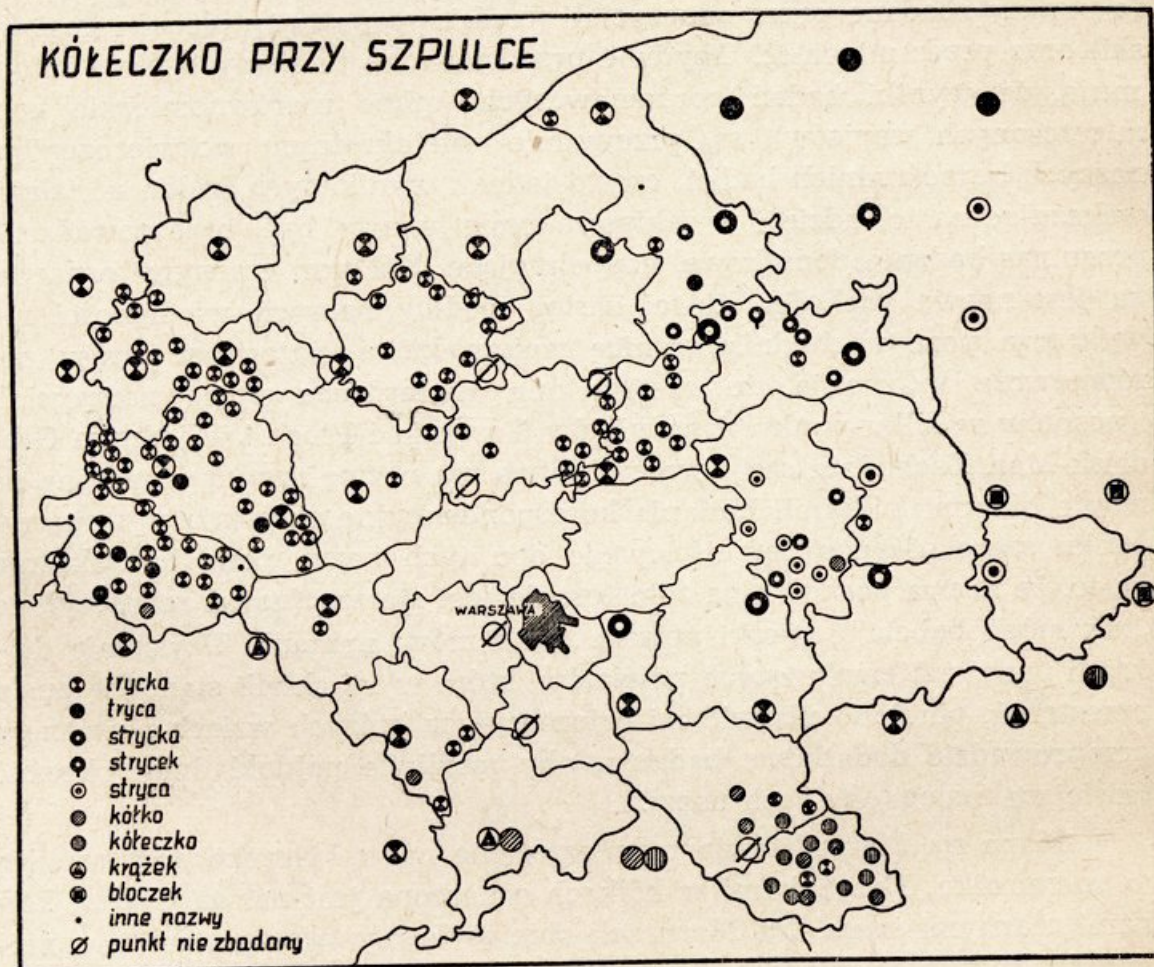 KÓŁECZKO PRZY SZPULCE
WARSZAWA
trycka
tryca
strycka
strycek
stryca
kółko
kółeczko
krążek
bloczek
inne nazwy
punkt nie zbadany